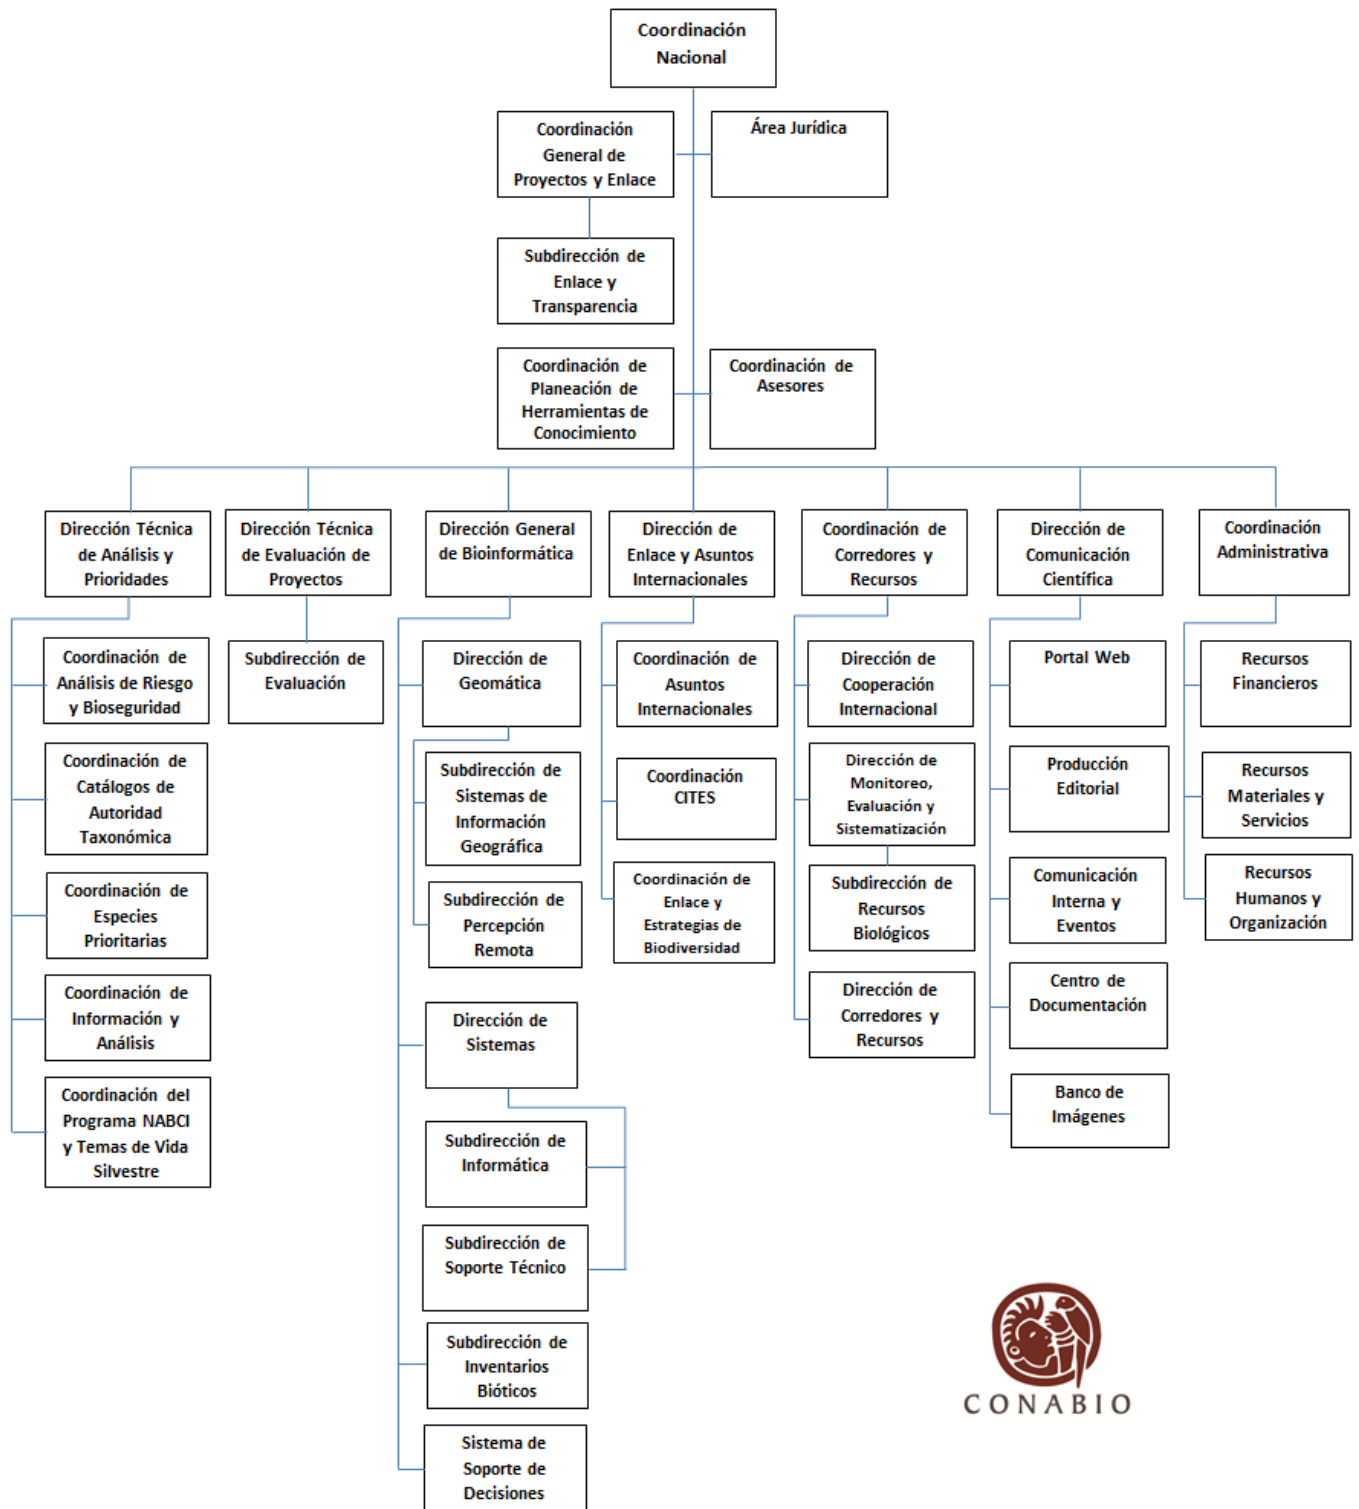 Coordinación
Nacional
Coordinación
General de
Proyectos y Enlace
Área Jurídica
Subdirección de
Enlace y
Transparencia
Coordinación de
Planeación de
Herramientas de
Conocimiento
Coordinación de
Asesores
Dirección Técnica
de Análisis y
Prioridades
Dirección Técnica
de Evaluación de
Proyectos
Dirección General
de Bioinformática
Dirección de
Enlace y Asuntos
Internacionales
Coordinación de
Corredores y
Recursos
Dirección de
Comunicación
Científica
Coordinación
Administrativa
Coordinación de
Análisis de Riesgo
y Bioseguridad
Coordinación de
Catálogos de
Autoridad
Taxonómica
Coordinación de
Especies
Prioritarias
Coordinación de
Información y
Análisis
Coordinación del
Programa NABCI
y Temas de Vida
Silvestre
Subdirección de
Evaluación
Dirección de
Geomática
Subdirección de
Sistemas de
Información
Geográfica
Subdirección de
Percepción
Remota
Dirección de
Sistemas
Subdirección de
Informática
Subdirección de
Soporte Técnico
Subdirección de
Inventarios
Bióticos
Sistema de
Soporte de
Decisiones
Coordinación de
Asuntos
Internacionales
Coordinación
CITES
Coordinación de
Enlace y
Estrategias de
Biodiversidad
Dirección de
Cooperación
Internacional
Dirección de
Monitoreo,
Evaluación y
Sistematización
Subdirección de
Recursos
Biológicos
Dirección de
Corredores y
Recursos
Portal Web
Producción
Editorial
Comunicación
Interna y
Eventos
Centro de
Documentación
Banco de
Imágenes
Recursos
Financieros
Recursos
Materiales y
Servicios
Recursos
Humanos y
Organización
CONABIO